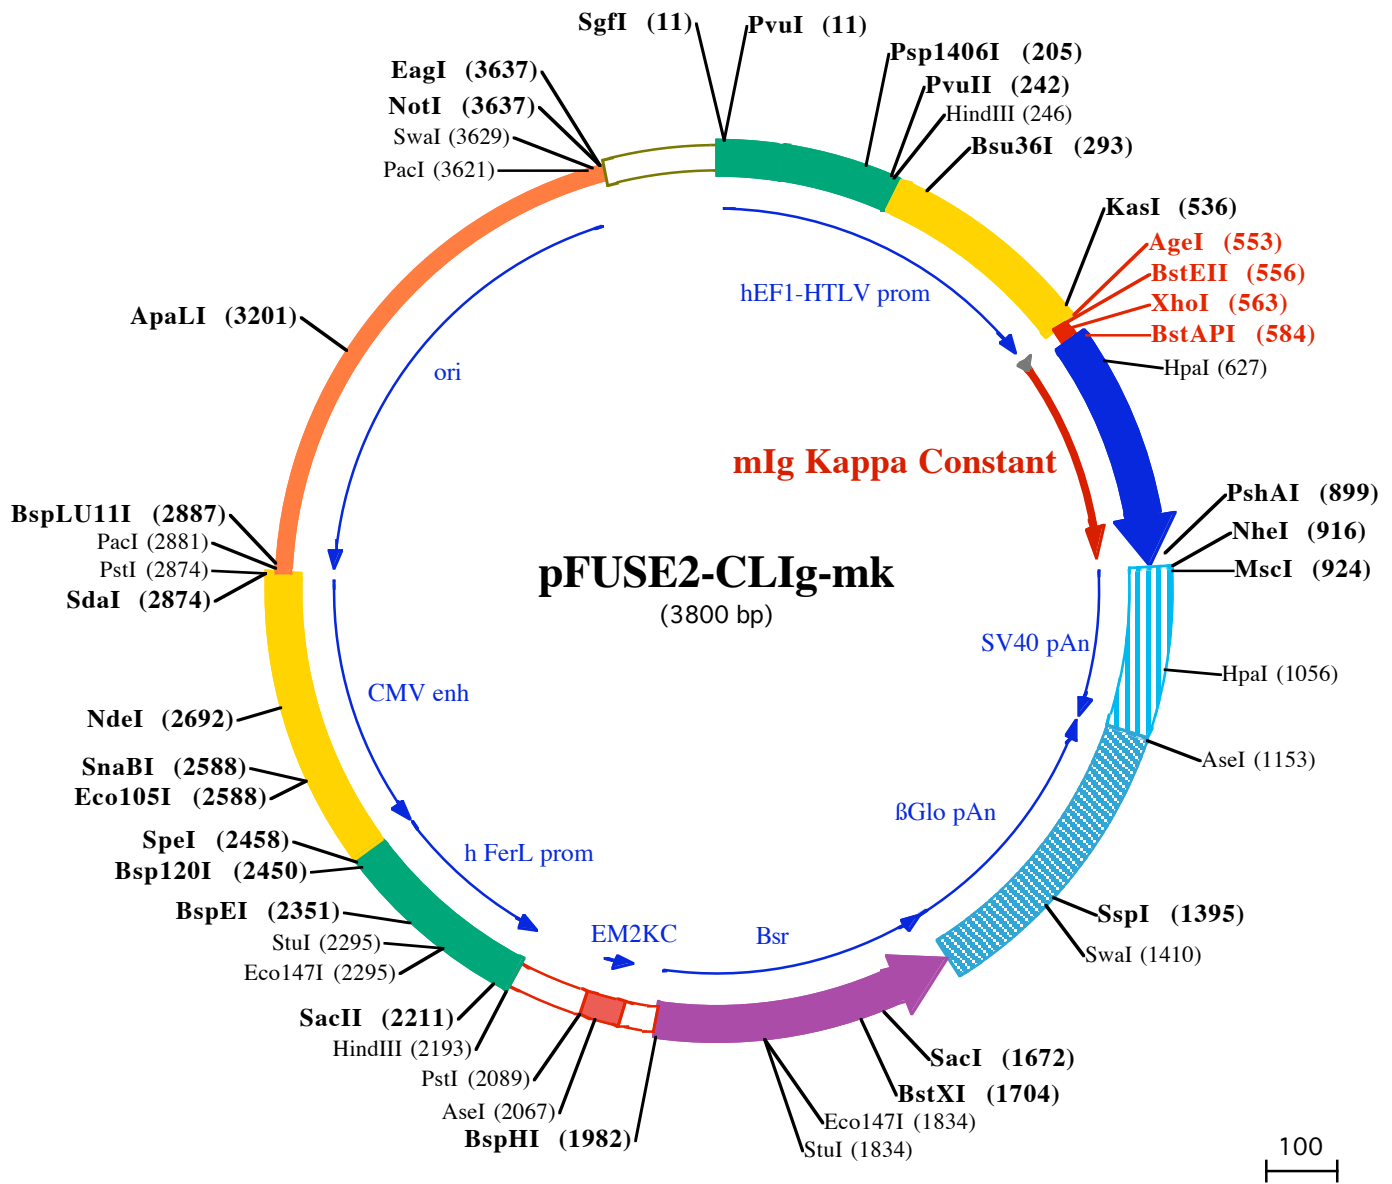 SgfI (11)
PvuI (11)
Psp1406I (205)
PvuII (242)
HindIII (246)
Bsu36I (293)
KasI (536)
AgeI (553)
BstEII (556)
XhoI (563)
BstAPI (584)
HpaI (627)
PshAI (899)
NheI (916)
MscI (924)
HpaI (1056)
AseI (1153)
SspI (1395)
SwaI (1410)
SacI (1672)
BstXI (1704)
Eco147I (1834)
StuI (1834)
BspHI (1982)
AseI (2067)
PstI (2089)
HindIII (2193)
SacII (2211)
Eco147I (2295)
StuI (2295)
BspEI (2351)
Bsp120I (2450)
SpeI (2458)
Eco105I (2588)
SnaBI (2588)
NdeI (2692)
SdaI (2874)
PstI (2874)
PacI (2881)
BspLU11I (2887)
ApaLI (3201)
PacI (3621)
SwaI (3629)
NotI (3637)
EagI (3637)
hEF1-HTLV prom
ori
mIg Kappa Constant
pFUSE2-CLIg-mk
(3800 bp)
SV40 pAn
CMV enh
ßGlo pAn
h FerL prom
EM2KC
Bsr
100